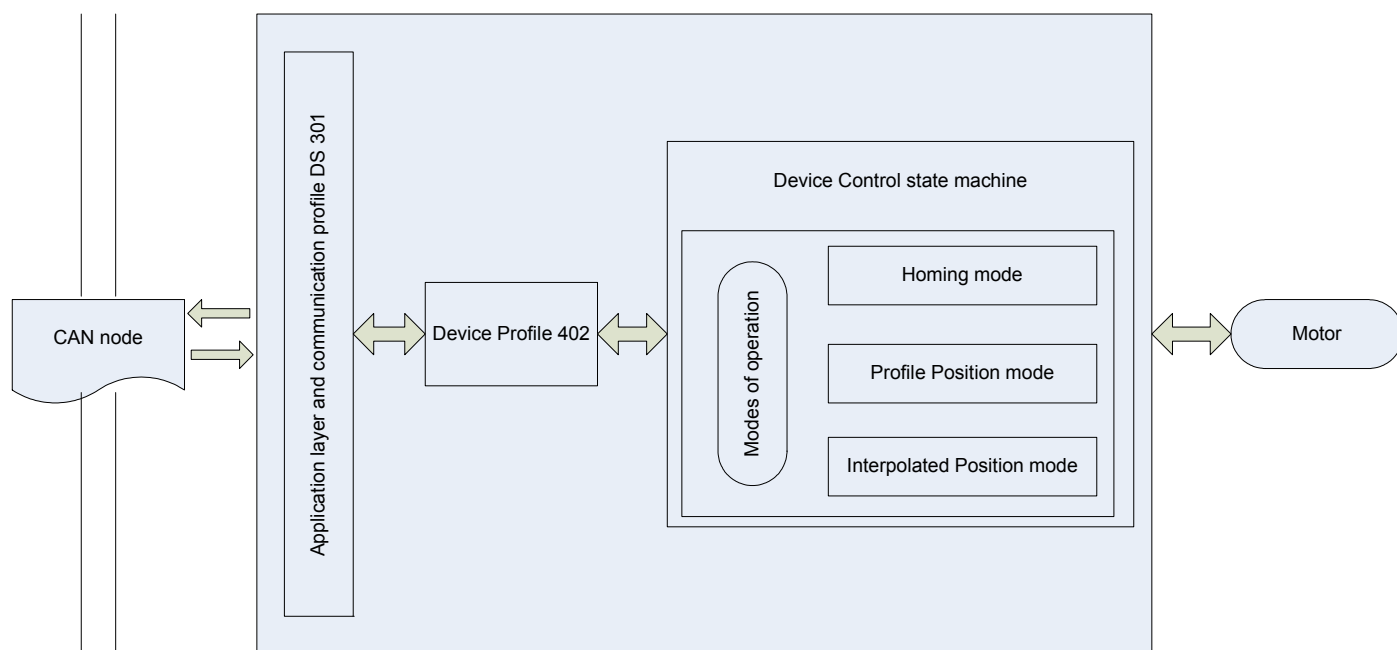 CAN node
Application layer and communication profile DS 301
Device Profile 402
Device Control state machine
Modes of operation
Homing mode
Profile Position mode
Interpolated Position mode
Motor